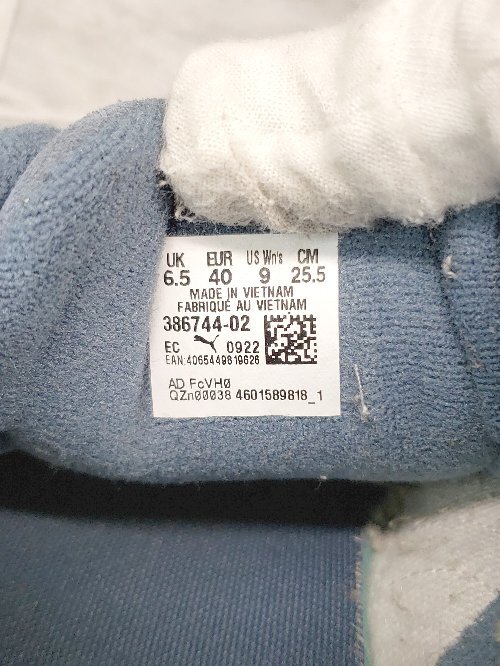 UK EUR US Wn's CM
6.5 40 9 25.5
MADE IN VIETNAM
FABRIQUÉ AU VIETNAM
386744-02
EC 0922
EAN:4065449819626
AD FcVH0
QZn00038 4601589818_1